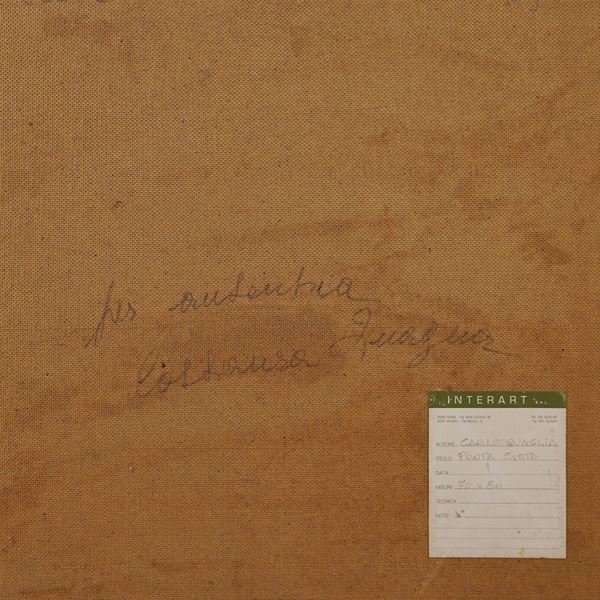 per autentica
Costanza Quaglia
INTERART
AUTORE CARLO QUAGLIA
TITOLO PONTE SISTO
DATA
MISURE 70 x 50
TECNICA
NOTE